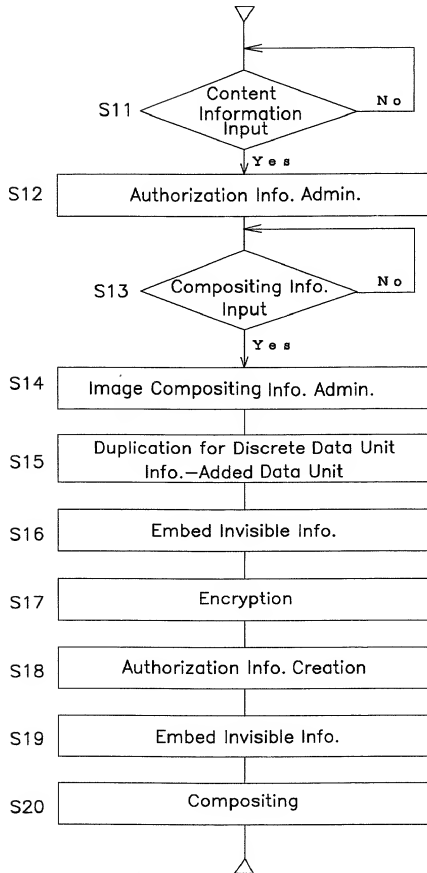 Content
Information
Input
S11
No
Yes
S12
Authorization Info. Admin.
S13
Compositing Info.
Input
No
Yes
S14
Image Compositing Info. Admin.
S15
Duplication for Discrete Data Unit
Info.-Added Data Unit
S16
Embed Invisible Info.
S17
Encryption
S18
Authorization Info. Creation
S19
Embed Invisible Info.
S20
Compositing